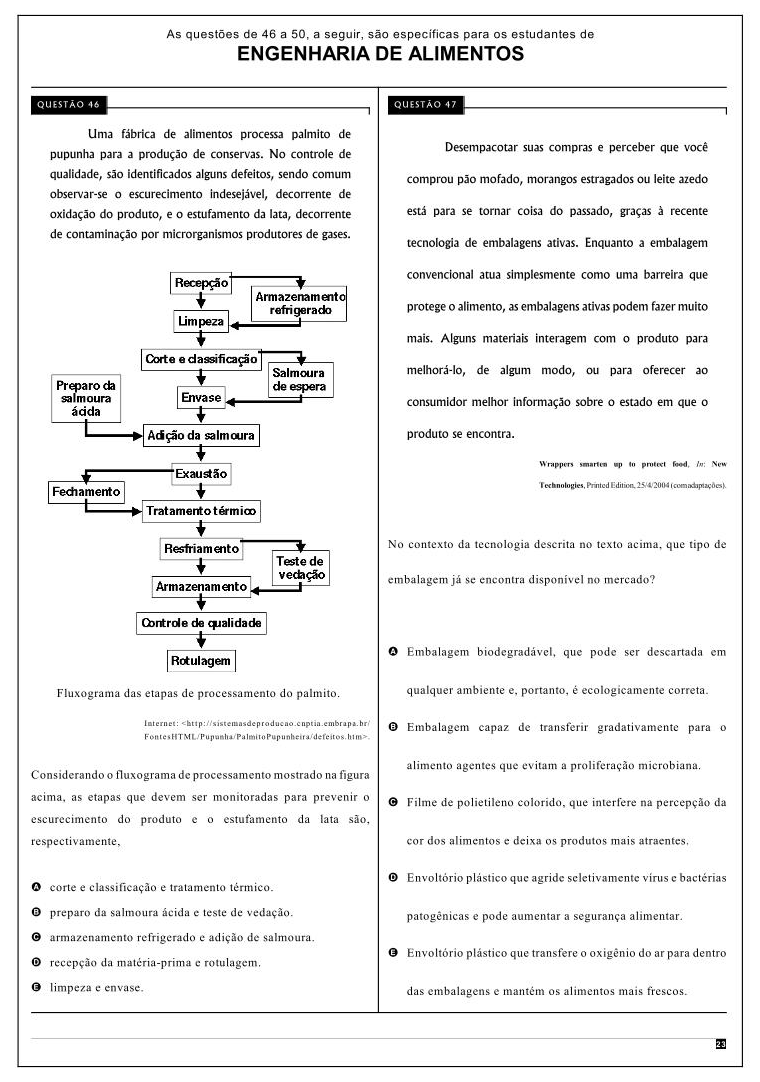 As questões de 46 a 50, a seguir, são específicas para os estudantes de
ENGENHARIA DE ALIMENTOS
QUESTÃO 46
Uma fábrica de alimentos processa palmito de
pupunha para a produção de conservas. No controle de
qualidade, são identificados alguns defeitos, sendo comum
observar-se o escurecimento indesejável, decorrente de
oxidação do produto, e o estufamento da lata, decorrente
de contaminação por microrganismos produtores de gases.
Recepção
Armazenamento
refrigerado
Limpeza
Corte e classificação
Salmoura
de espera
Preparo da
salmoura
ácida
Envase
Adição da salmoura
Exaustão
Fechamento
Tratamento térmico
Resfriamento
Teste de
vedação
Armazenamento
Controle de qualidade
Rotulagem
Fluxograma das etapas de processamento do palmito.
Internet: <http://sistemasdeproducao.cnptia.embrapa.br/
FontesHTML/Pupunha/PalmitoPupunheira/defeitos.htm>.
Considerando o fluxograma de processamento mostrado na figura
acima, as etapas que devem ser monitoradas para prevenir o
escurecimento do produto e o estufamento da lata são,
respectivamente,
A corte e classificação e tratamento térmico.
B preparo da salmoura ácida e teste de vedação.
C armazenamento refrigerado e adição de salmoura.
D recepção da matéria-prima e rotulagem.
E limpeza e envase.
QUESTÃO 47
Desempacotar suas compras e perceber que você
comprou pão mofado, morangos estragados ou leite azedo
está para se tornar coisa do passado, graças à recente
tecnologia de embalagens ativas. Enquanto a embalagem
convencional atua simplesmente como uma barreira que
protege o alimento, as embalagens ativas podem fazer muito
mais. Alguns materiais interagem com o produto para
melhorá-lo, de algum modo, ou para oferecer ao
consumidor melhor informação sobre o estado em que o
produto se encontra.
Wrappers smarten up to protect food, In: New
Technologies, Printed Edition, 25/4/2004 (comadaptações).
No contexto da tecnologia descrita no texto acima, que tipo de
embalagem já se encontra disponível no mercado?
A Embalagem biodegradável, que pode ser descartada em
qualquer ambiente e, portanto, é ecologicamente correta.
B Embalagem capaz de transferir gradativamente para o
alimento agentes que evitam a proliferação microbiana.
C Filme de polietileno colorido, que interfere na percepção da
cor dos alimentos e deixa os produtos mais atraentes.
D Envoltório plástico que agride seletivamente vírus e bactérias
patogênicas e pode aumentar a segurança alimentar.
E Envoltório plástico que transfere o oxigênio do ar para dentro
das embalagens e mantém os alimentos mais frescos.
23